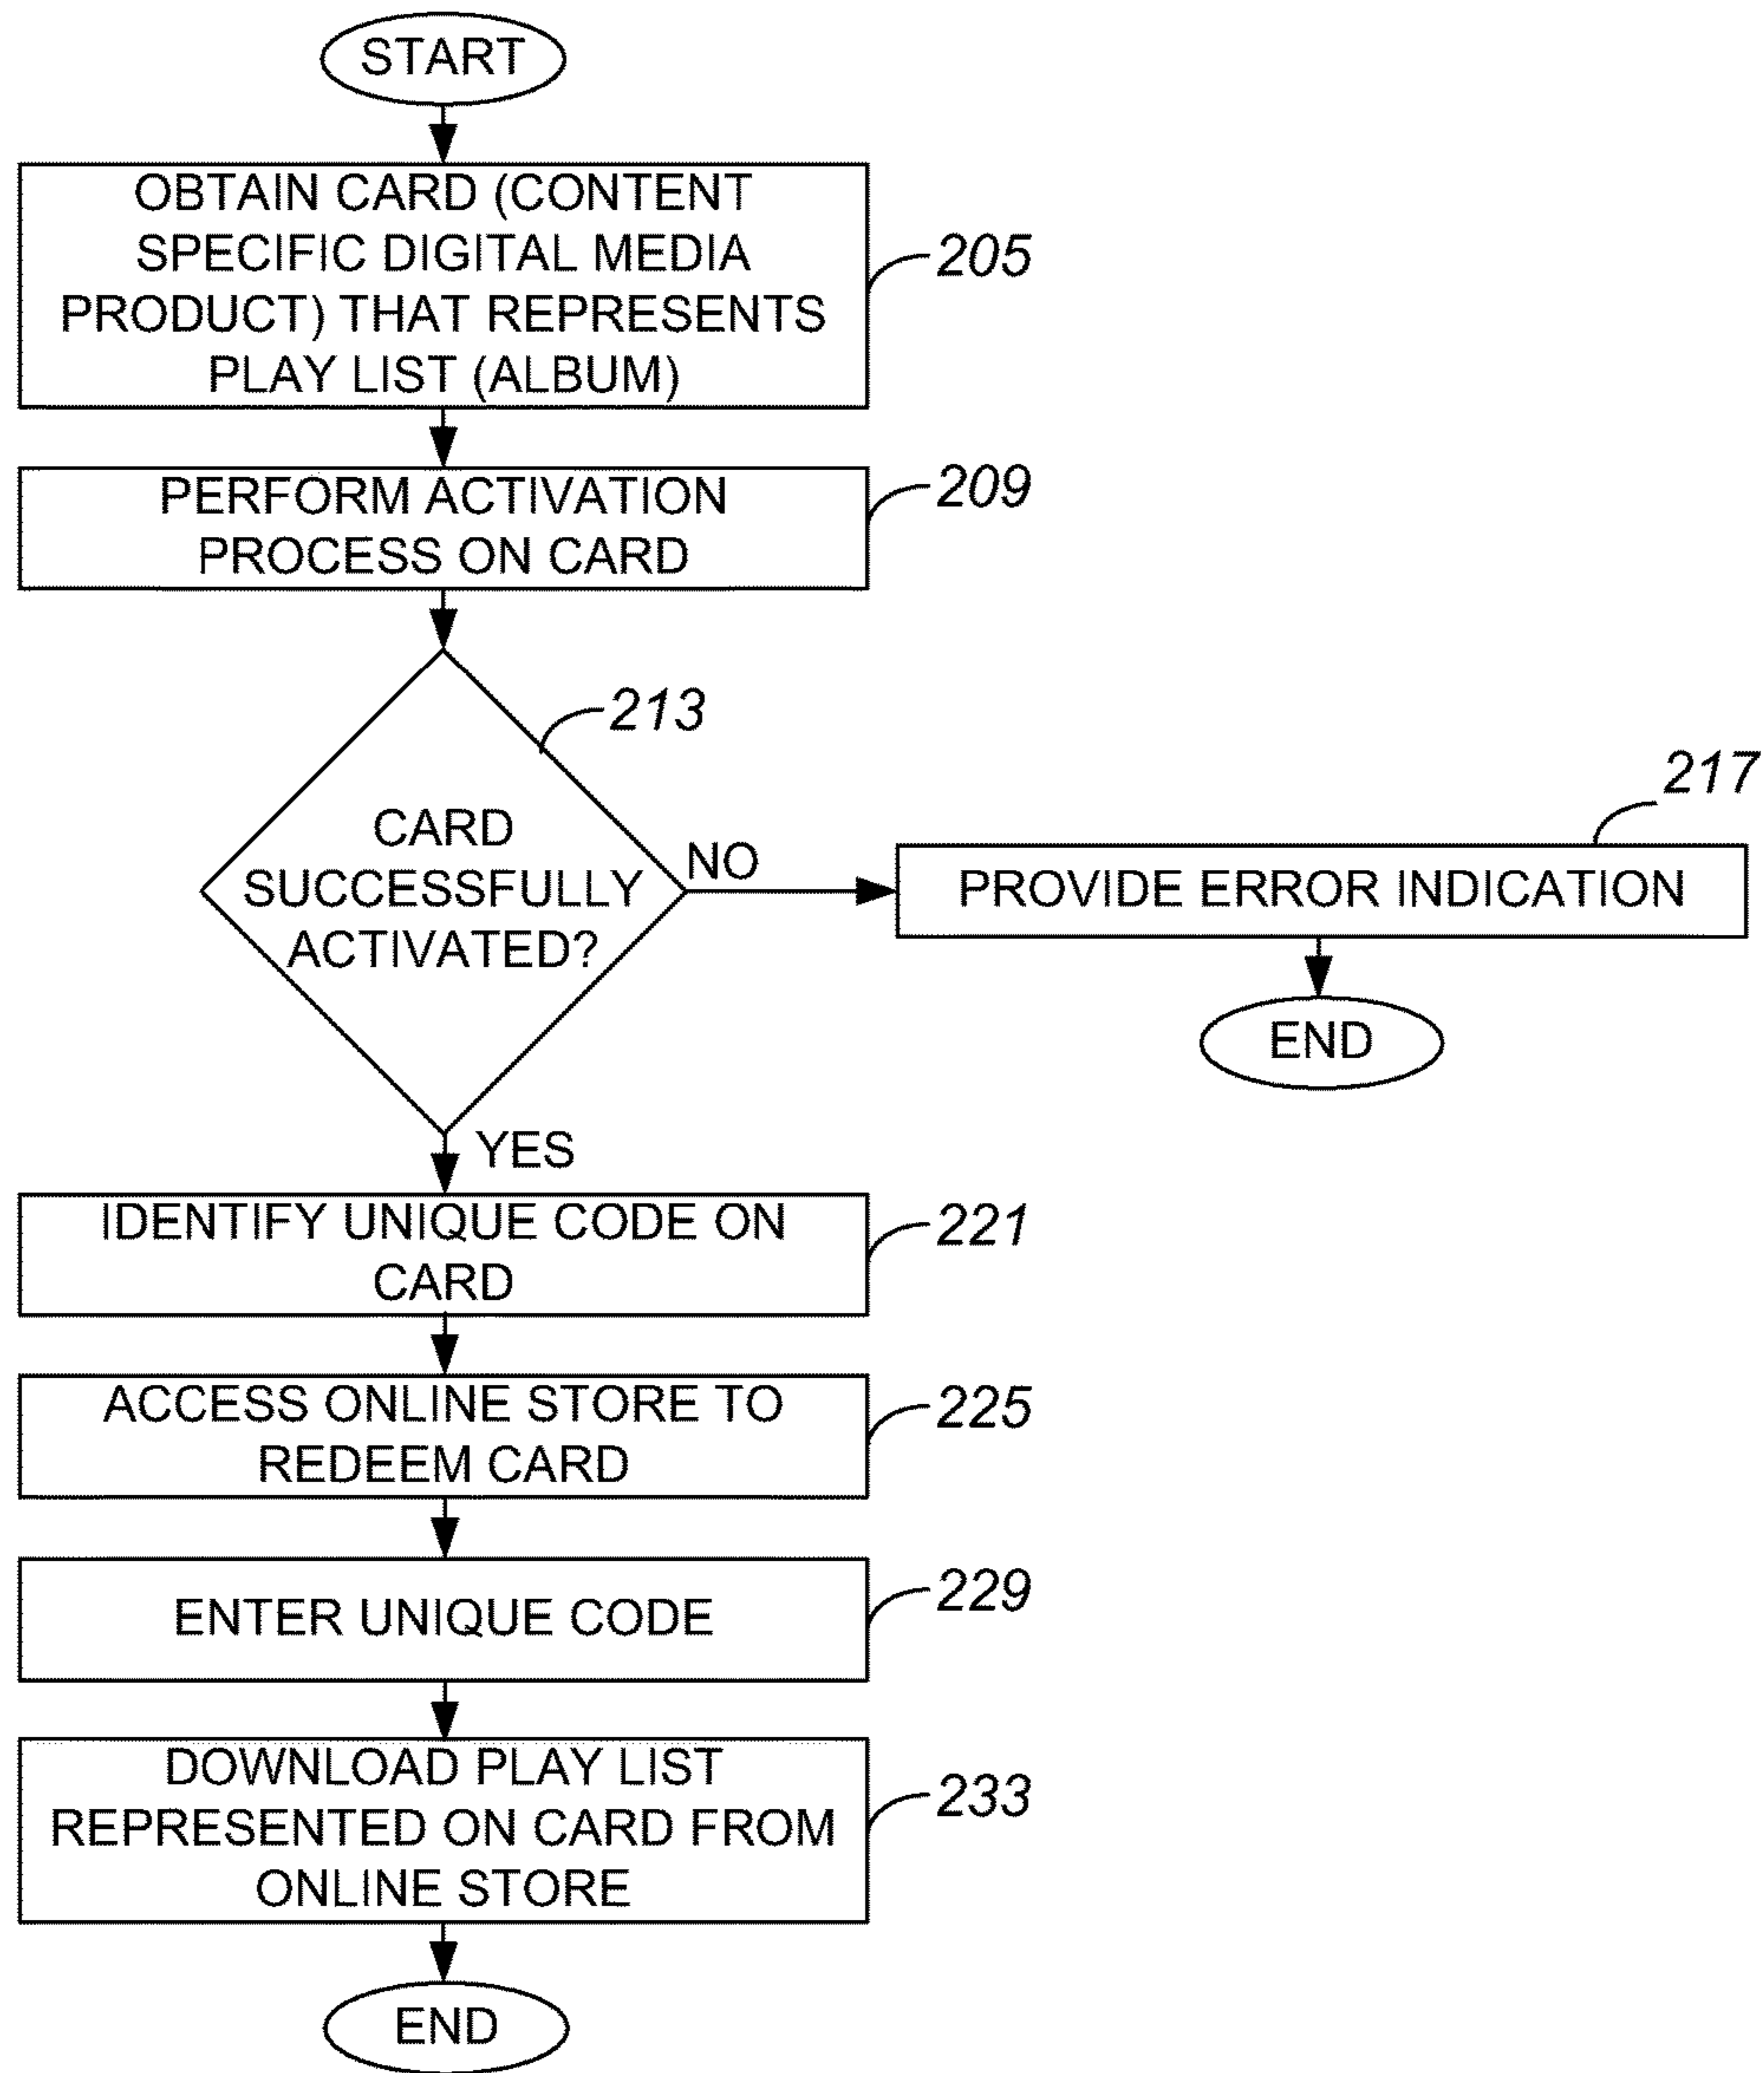 START
OBTAIN CARD (CONTENT
SPECIFIC DIGITAL MEDIA
PRODUCT) THAT REPRESENTS
PLAY LIST (ALBUM)
205
PERFORM ACTIVATION
PROCESS ON CARD
209
213
CARD
SUCCESSFULLY
ACTIVATED?
NO
217
PROVIDE ERROR INDICATION
END
YES
IDENTIFY UNIQUE CODE ON
CARD
221
ACCESS ONLINE STORE TO
REDEEM CARD
225
ENTER UNIQUE CODE
229
DOWNLOAD PLAY LIST
REPRESENTED ON CARD FROM
ONLINE STORE
233
END